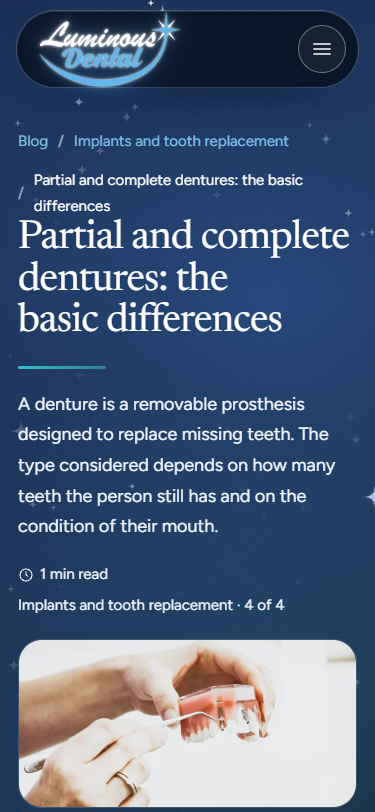 Luminous
Dental
Blog / Implants and tooth replacement
/ Partial and complete dentures: the basic
differences
Partial and complete
dentures: the
basic differences
A denture is a removable prosthesis
designed to replace missing teeth. The
type considered depends on how many
teeth the person still has and on the
condition of their mouth.
1 min read
Implants and tooth replacement · 4 of 4